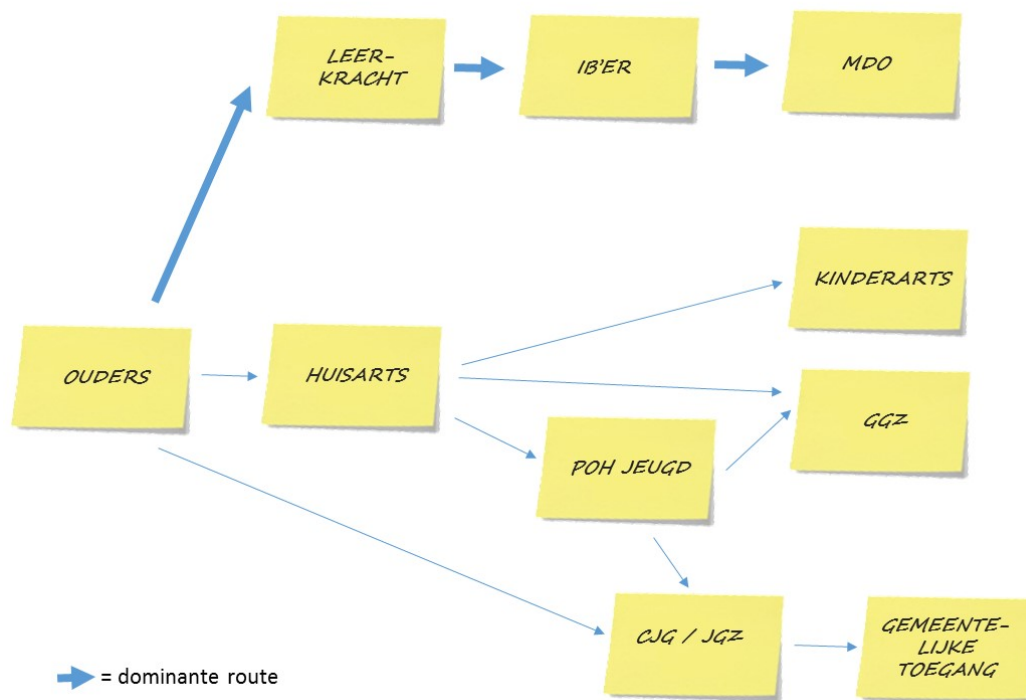 LEER-
KRACHT
IB'ER
MDO
KINDERARTS
OUDERS
HUISARTS
GGZ
POH JEUGD
CJG / JGZ
GEMEENTE-
LIJKE
TOEGANG
= dominante route